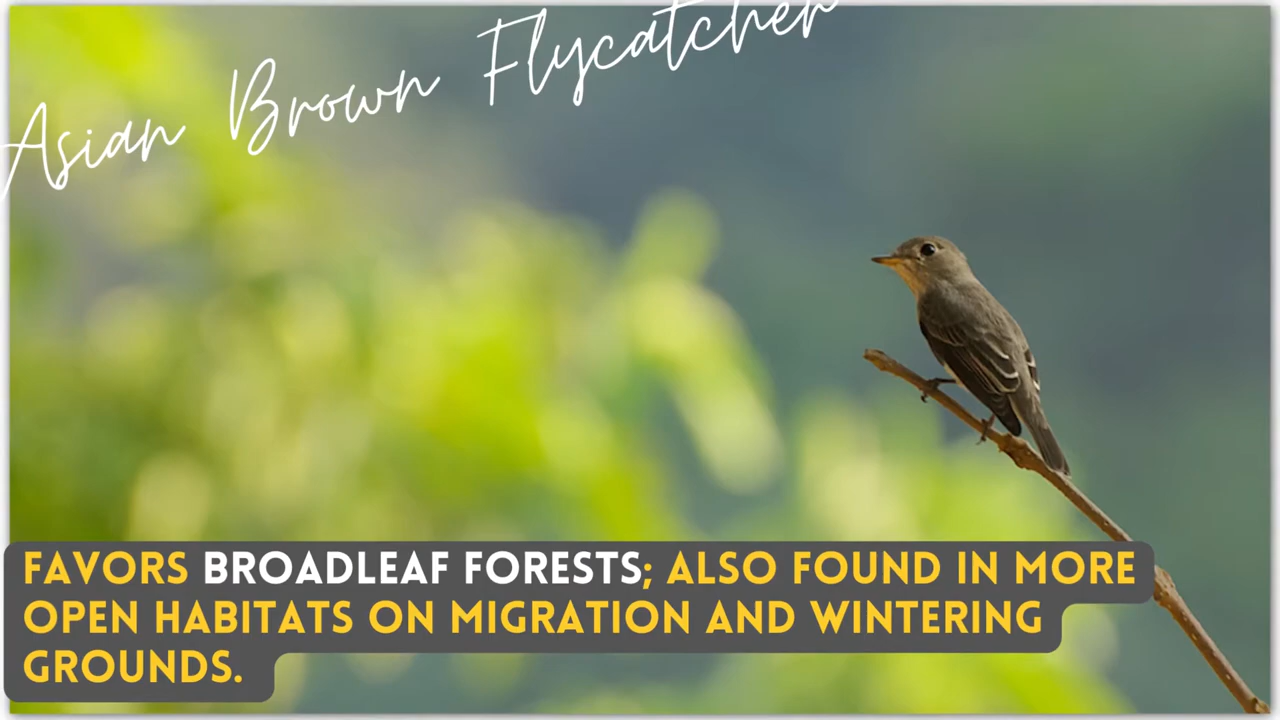 Asian Brown Flycatcher
FAVORS BROADLEAF FORESTS; ALSO FOUND IN MORE
OPEN HABITATS ON MIGRATION AND WINTERING
GROUNDS.